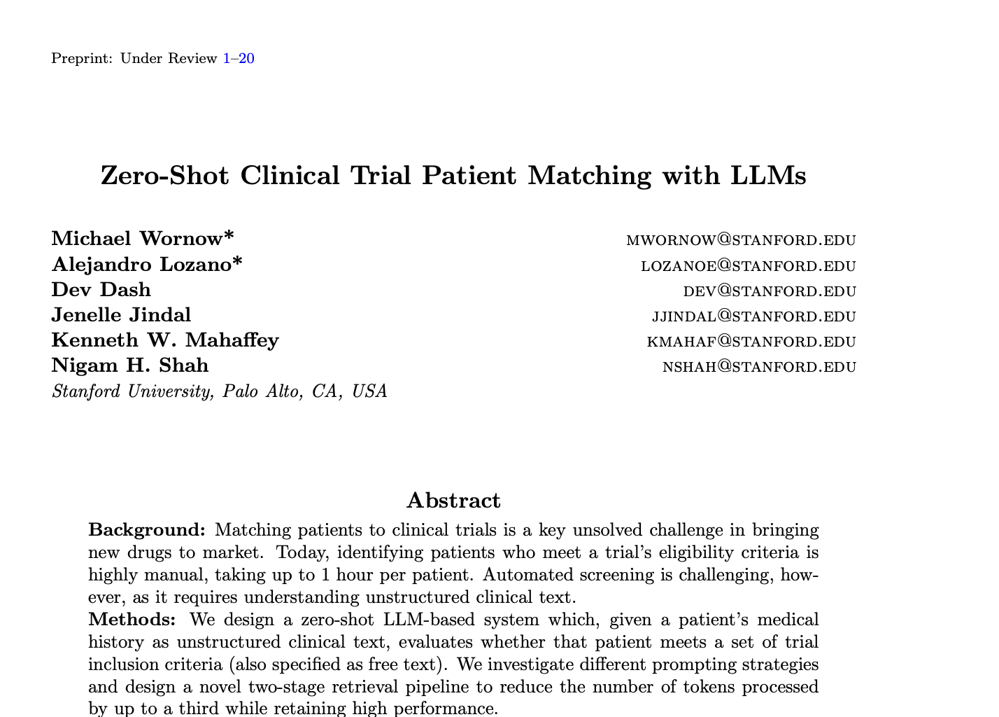 Preprint: Under Review 1–20
Zero-Shot Clinical Trial Patient Matching with LLMs
Michael Wornow* MWORNOW@STANFORD.EDU
Alejandro Lozano* LOZANOE@STANFORD.EDU
Dev Dash DEV@STANFORD.EDU
Jenelle Jindal JJINDAL@STANFORD.EDU
Kenneth W. Mahaffey KMAHAF@STANFORD.EDU
Nigam H. Shah NSHAH@STANFORD.EDU
Stanford University, Palo Alto, CA, USA
Abstract
Background: Matching patients to clinical trials is a key unsolved challenge in bringing
new drugs to market. Today, identifying patients who meet a trial's eligibility criteria is
highly manual, taking up to 1 hour per patient. Automated screening is challenging, how-
ever, as it requires understanding unstructured clinical text.
Methods: We design a zero-shot LLM-based system which, given a patient's medical
history as unstructured clinical text, evaluates whether that patient meets a set of trial
inclusion criteria (also specified as free text). We investigate different prompting strategies
and design a novel two-stage retrieval pipeline to reduce the number of tokens processed
by up to a third while retaining high performance.